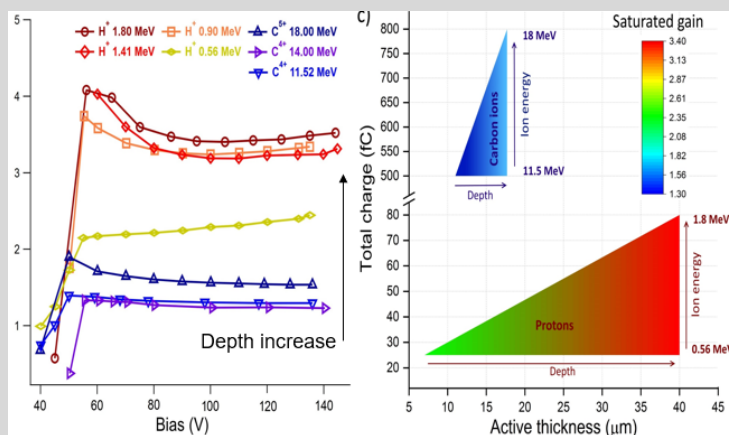 5
4
3
2
1
H⁺ 1.80 MeV
H⁺ 0.90 MeV
C⁵⁺ 18.00 MeV
H⁺ 1.41 MeV
H⁺ 0.56 MeV
C⁴⁺ 14.00 MeV
C⁴⁺ 11.52 MeV
Depth increase
40 60 80 100 120 140
Bias (V)
c)
Total charge (fC)
800
750
700
650
600
550
500
80
70
60
50
40
30
20
18 MeV
Carbon ions
Ion energy
11.5 MeV
Depth
Saturated gain
3.40
3.14
2.87
2.61
2.35
2.09
1.82
1.56
1.30
1.8 MeV
Ion energy
Protons
0.56 MeV
Depth
5 10 15 20 25 30 35 40 45
Active thickness (μm)